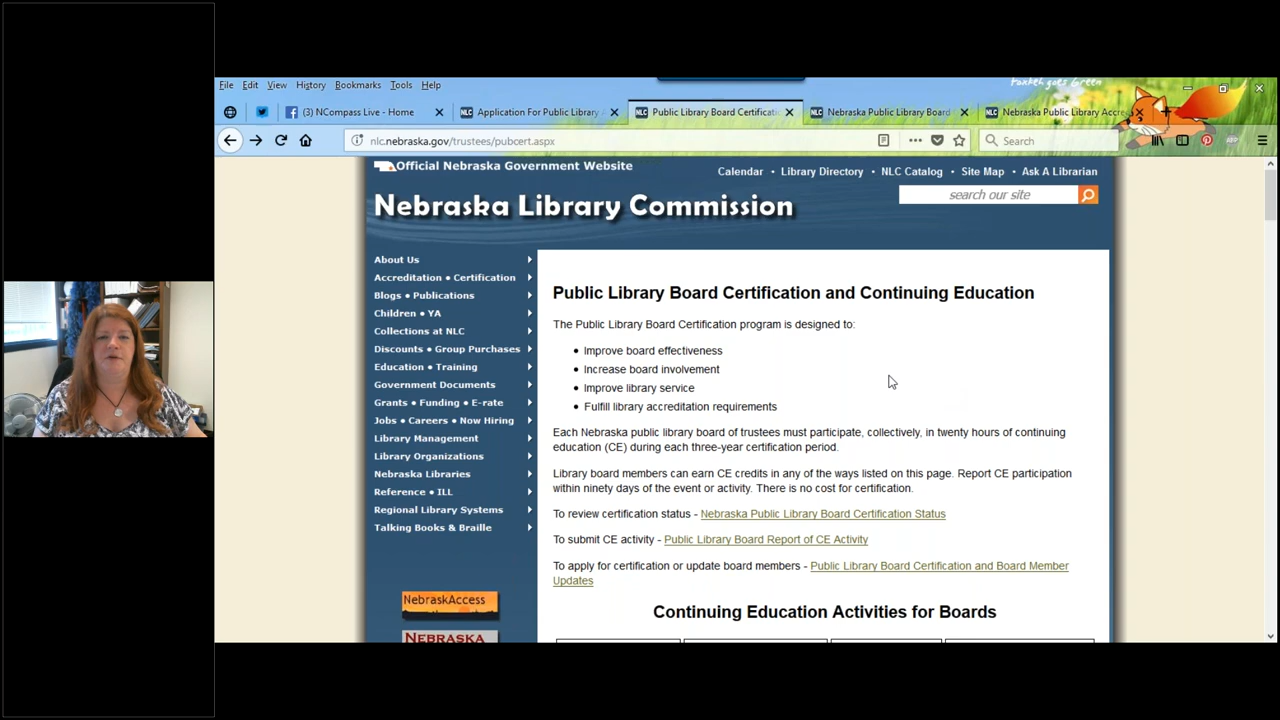 foxkeh goes Green
File Edit View History Bookmarks Tools Help
(3) NCompass Live - Home
Application For Public Library
Public Library Board Certificati
Nebraska Public Library Board
Nebraska Public Library Accre
nlc.nebraska.gov/trustees/pubcert.aspx
Search
Official Nebraska Government Website
Calendar • Library Directory • NLC Catalog • Site Map • Ask A Librarian
Nebraska Library Commission
search our site
About Us
Accreditation • Certification
Blogs • Publications
Children • YA
Collections at NLC
Discounts • Group Purchases
Education • Training
Government Documents
Grants • Funding • E-rate
Jobs • Careers • Now Hiring
Library Management
Library Organizations
Nebraska Libraries
Reference • ILL
Regional Library Systems
Talking Books & Braille
NebraskAccess
NEBRASKA
Public Library Board Certification and Continuing Education
The Public Library Board Certification program is designed to:
• Improve board effectiveness
• Increase board involvement
• Improve library service
• Fulfill library accreditation requirements
Each Nebraska public library board of trustees must participate, collectively, in twenty hours of continuing
education (CE) during each three-year certification period.
Library board members can earn CE credits in any of the ways listed on this page. Report CE participation
within ninety days of the event or activity. There is no cost for certification.
To review certification status - Nebraska Public Library Board Certification Status
To submit CE activity - Public Library Board Report of CE Activity
To apply for certification or update board members - Public Library Board Certification and Board Member
Updates
Continuing Education Activities for Boards